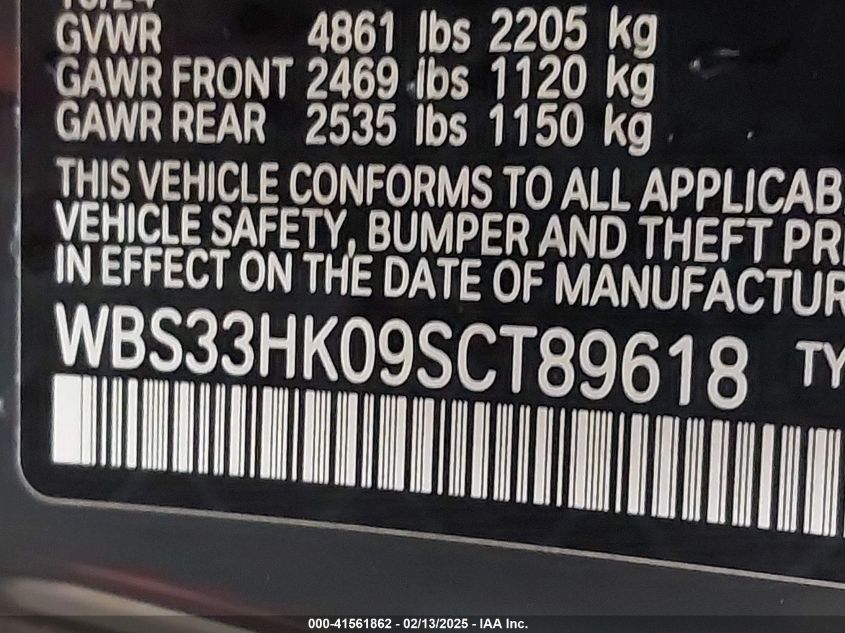 GVWR 4861 lbs 2205 kg
GAWR FRONT 2469 lbs 1120 kg
GAWR REAR 2535 lbs 1150 kg
THIS VEHICLE CONFORMS TO ALL APPLICAB
VEHICLE SAFETY, BUMPER AND THEFT PRE
IN EFFECT ON THE DATE OF MANUFACTUR
WBS33HK09SCT89618 TY
000-41561862 - 02/13/2025 - IAA Inc.